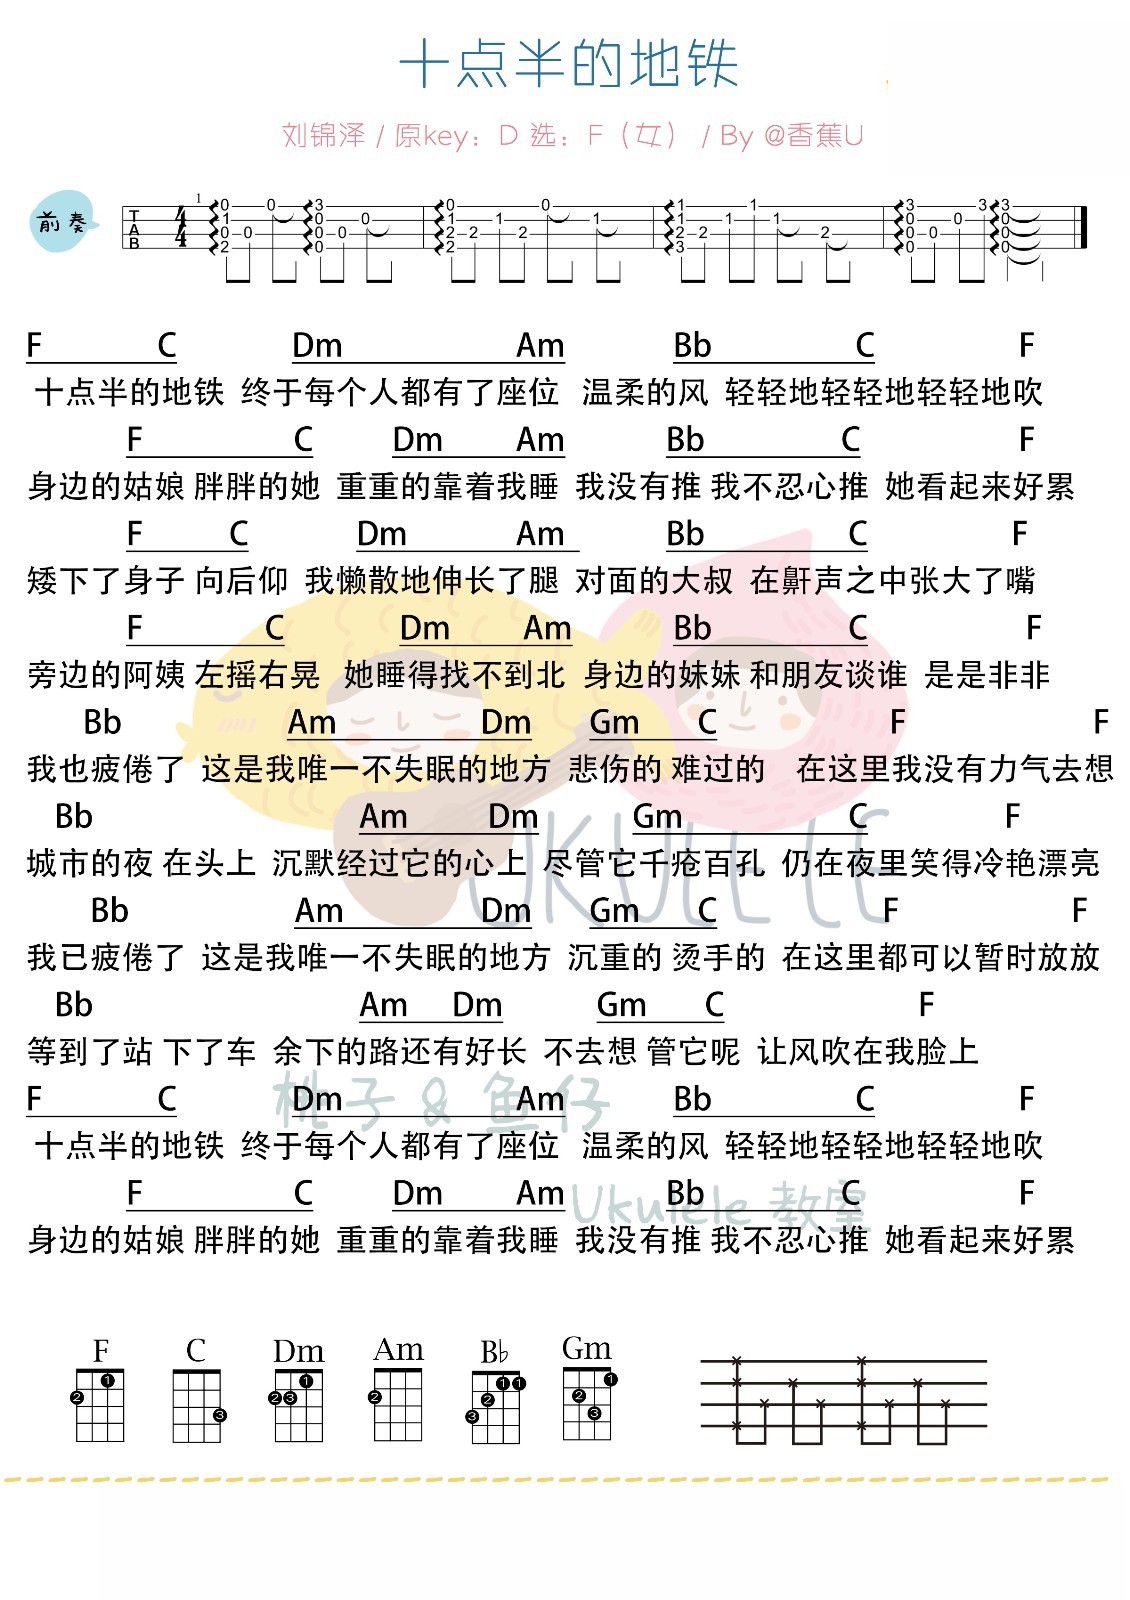 十点半的地铁
刘锦泽 / 原key：D 选：F（女） / By @香蕉U
前奏
F C Dm Am Bb C F
十点半的地铁 终于每个人都有了座位 温柔的风 轻轻地轻轻地轻轻地吹
F C Dm Am Bb C F
身边的姑娘 胖胖的她 重重的靠着我睡 我没有推 我不忍心推 她看起来好累
F C Dm Am Bb C F
矮下了身子 向后仰 我懒散地伸长了腿 对面的大叔 在鼾声之中张大了嘴
F C Dm Am Bb C F
旁边的阿姨 左摇右晃 她睡得找不到北 身边的妹妹 和朋友谈谁 是是非非
Bb Am Dm Gm C F F
我也疲倦了 这是我唯一不失眠的地方 悲伤的 难过的 在这里我没有力气去想
Bb Am Dm Gm C F
城市的夜 在头上 沉默经过它的心上 尽管它千疮百孔 仍在夜里笑得冷艳漂亮
Bb Am Dm Gm C F F
我已疲倦了 这是我唯一不失眠的地方 沉重的 烫手的 在这里都可以暂时放放
Bb Am Dm Gm C F
等到了站 下了车 余下的路还有好长 不去想 管它呢 让风吹在我脸上
F C Dm Am Bb C F
十点半的地铁 终于每个人都有了座位 温柔的风 轻轻地轻轻地轻轻地吹
F C Dm Am Bb C F
身边的姑娘 胖胖的她 重重的靠着我睡 我没有推 我不忍心推 她看起来好累
UKULELE
桃子 & 鱼仔
Ukulele 教室
F C Dm Am B♭ Gm